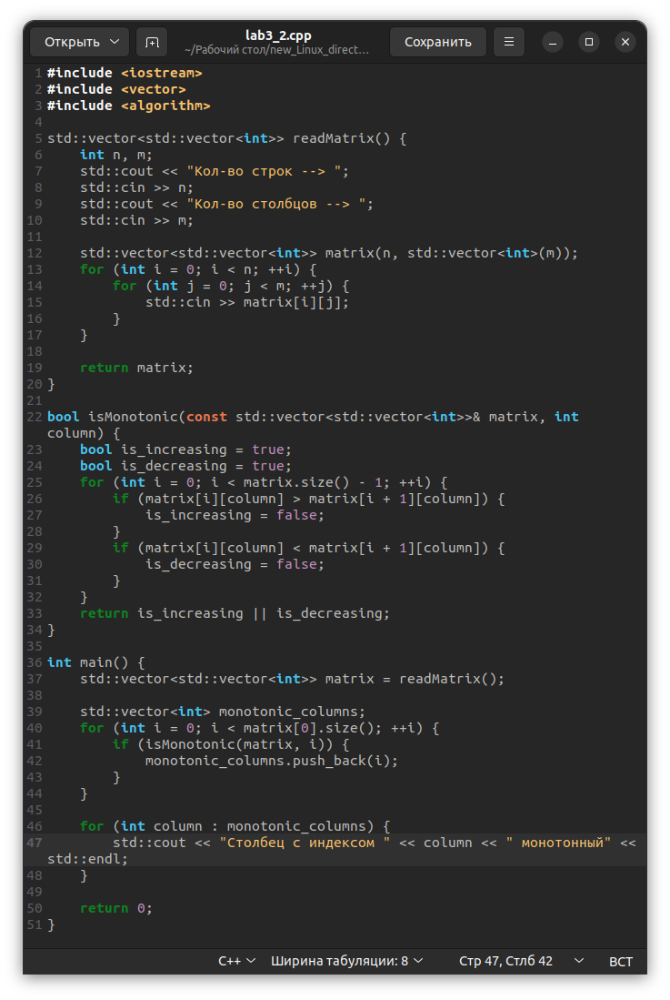 Открыть
lab3_2.cpp
~/Рабочий стол/new_Linux_direct…
Сохранить
1 #include <iostream>
2 #include <vector>
3 #include <algorithm>
4
5 std::vector<std::vector<int>> readMatrix() {
6     int n, m;
7     std::cout << "Кол-во строк --> ";
8     std::cin >> n;
9     std::cout << "Кол-во столбцов --> ";
10     std::cin >> m;
11
12     std::vector<std::vector<int>> matrix(n, std::vector<int>(m));
13     for (int i = 0; i < n; ++i) {
14         for (int j = 0; j < m; ++j) {
15             std::cin >> matrix[i][j];
16         }
17     }
18
19     return matrix;
20 }
21
22 bool isMonotonic(const std::vector<std::vector<int>>& matrix, int
column) {
23     bool is_increasing = true;
24     bool is_decreasing = true;
25     for (int i = 0; i < matrix.size() - 1; ++i) {
26         if (matrix[i][column] > matrix[i + 1][column]) {
27             is_increasing = false;
28         }
29         if (matrix[i][column] < matrix[i + 1][column]) {
30             is_decreasing = false;
31         }
32     }
33     return is_increasing || is_decreasing;
34 }
35
36 int main() {
37     std::vector<std::vector<int>> matrix = readMatrix();
38
39     std::vector<int> monotonic_columns;
40     for (int i = 0; i < matrix[0].size(); ++i) {
41         if (isMonotonic(matrix, i)) {
42             monotonic_columns.push_back(i);
43         }
44     }
45
46     for (int column : monotonic_columns) {
47         std::cout << "Столбец с индексом " << column << " монотонный" <<
std::endl;
48     }
49
50     return 0;
51 }
C++ Ширина табуляции: 8 Стр 47, Стлб 42 ВСТ